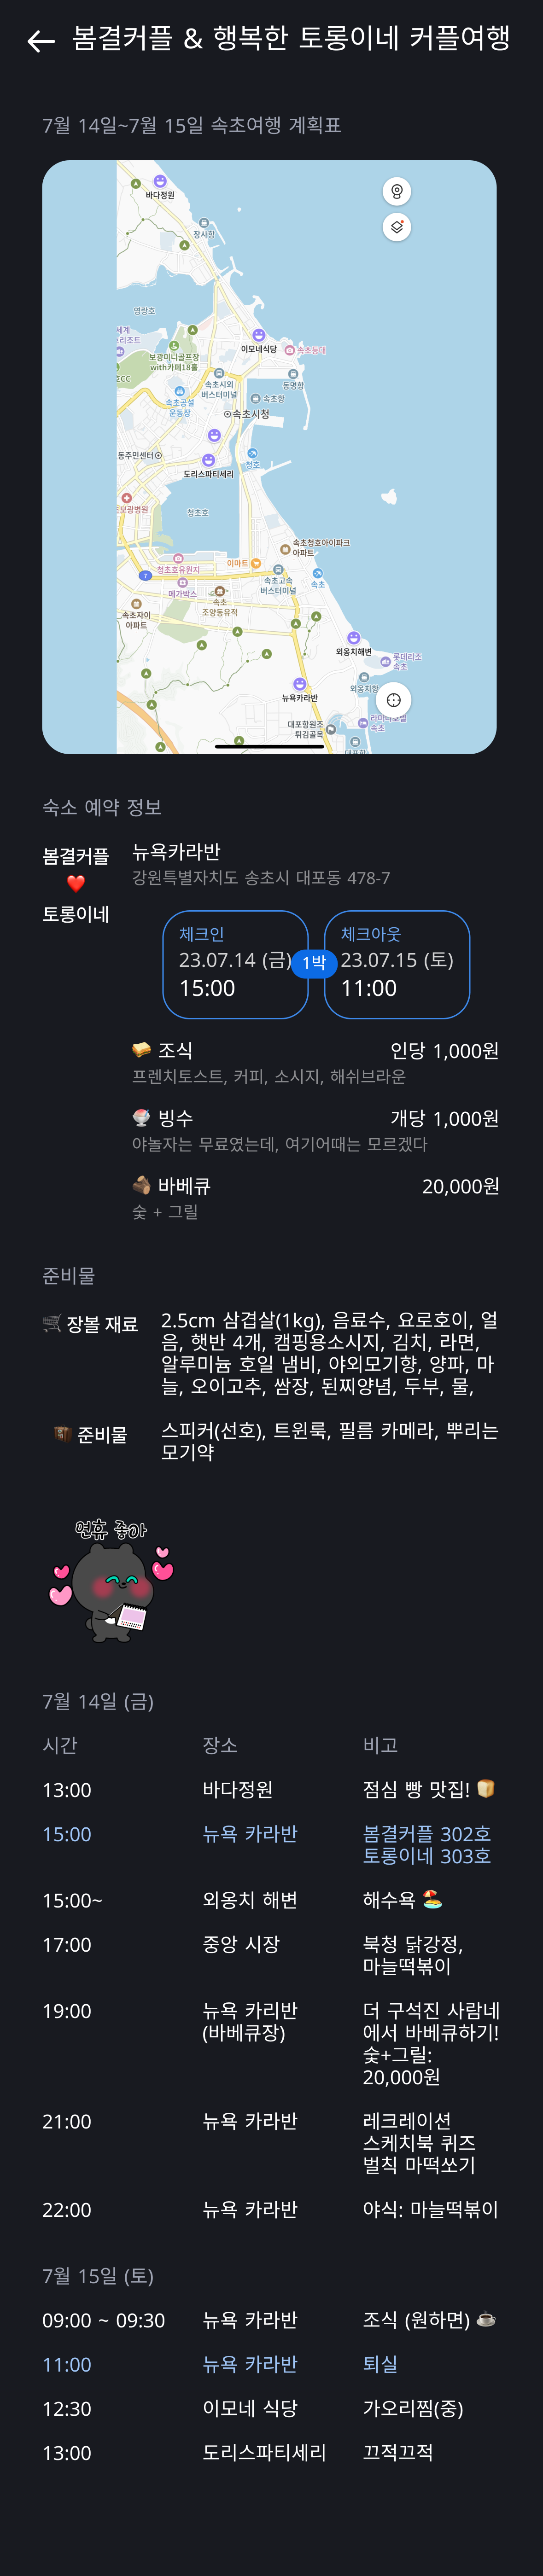 봄결커플 & 행복한 토롱이네 커플여행
7월 14일~7월 15일 속초여행 계획표
바다정원
장사항
영랑호
세계
리조트
보광미니골프장
with카페18홀
CC
이모네식당
속초등대
동명항
속초시외
버스터미널
속초공설
운동장
속초항
속초시청
동주민센터
도리스파티세리
청호
보광병원
청초호
속초청호아이파크
아파트
청초호유원지
이마트
7
메가박스
속초고속
버스터미널
속초
속초자이
아파트
속초
조양동유적
외옹치해변
롯데리조
속초
외옹치항
뉴욕카라반
라마다호텔
속초
대포항원조
튀김골목
대포항
숙소 예약 정보
봄결커플
❤️
토롱이네
뉴욕카라반
강원특별자치도 송초시 대포동 478-7
체크인
23.07.14 (금)
15:00
1박
체크아웃
23.07.15 (토)
11:00
🥪 조식 인당 1,000원
프렌치토스트, 커피, 소시지, 해쉬브라운
🍧 빙수 개당 1,000원
야놀자는 무료였는데, 여기어때는 모르겠다
🪵 바베큐 20,000원
숯 + 그릴
준비물
🛒 장볼 재료
2.5cm 삼겹살(1kg), 음료수, 요로호이, 얼
음, 햇반 4개, 캠핑용소시지, 김치, 라면,
알루미늄 호일 냄비, 야외모기향, 양파, 마
늘, 오이고추, 쌈장, 된찌양념, 두부, 물,
🧳 준비물
스피커(선호), 트윈룩, 필름 카메라, 뿌리는
모기약
연휴 좋아
7월 14일 (금)
시간 장소 비고
13:00 바다정원 점심 빵 맛집! 🍞
15:00 뉴욕 카라반 봄결커플 302호
토롱이네 303호
15:00~ 외옹치 해변 해수욕 🏖️
17:00 중앙 시장 북청 닭강정,
마늘떡볶이
19:00 뉴욕 카리반 더 구석진 사람네
(바베큐장) 에서 바베큐하기!
숯+그릴:
20,000원
21:00 뉴욕 카라반 레크레이션
스케치북 퀴즈
벌칙 마떡쏘기
22:00 뉴욕 카라반 야식: 마늘떡볶이
7월 15일 (토)
09:00 ~ 09:30 뉴욕 카라반 조식 (원하면) ☕
11:00 뉴욕 카라반 퇴실
12:30 이모네 식당 가오리찜(중)
13:00 도리스파티세리 끄적끄적